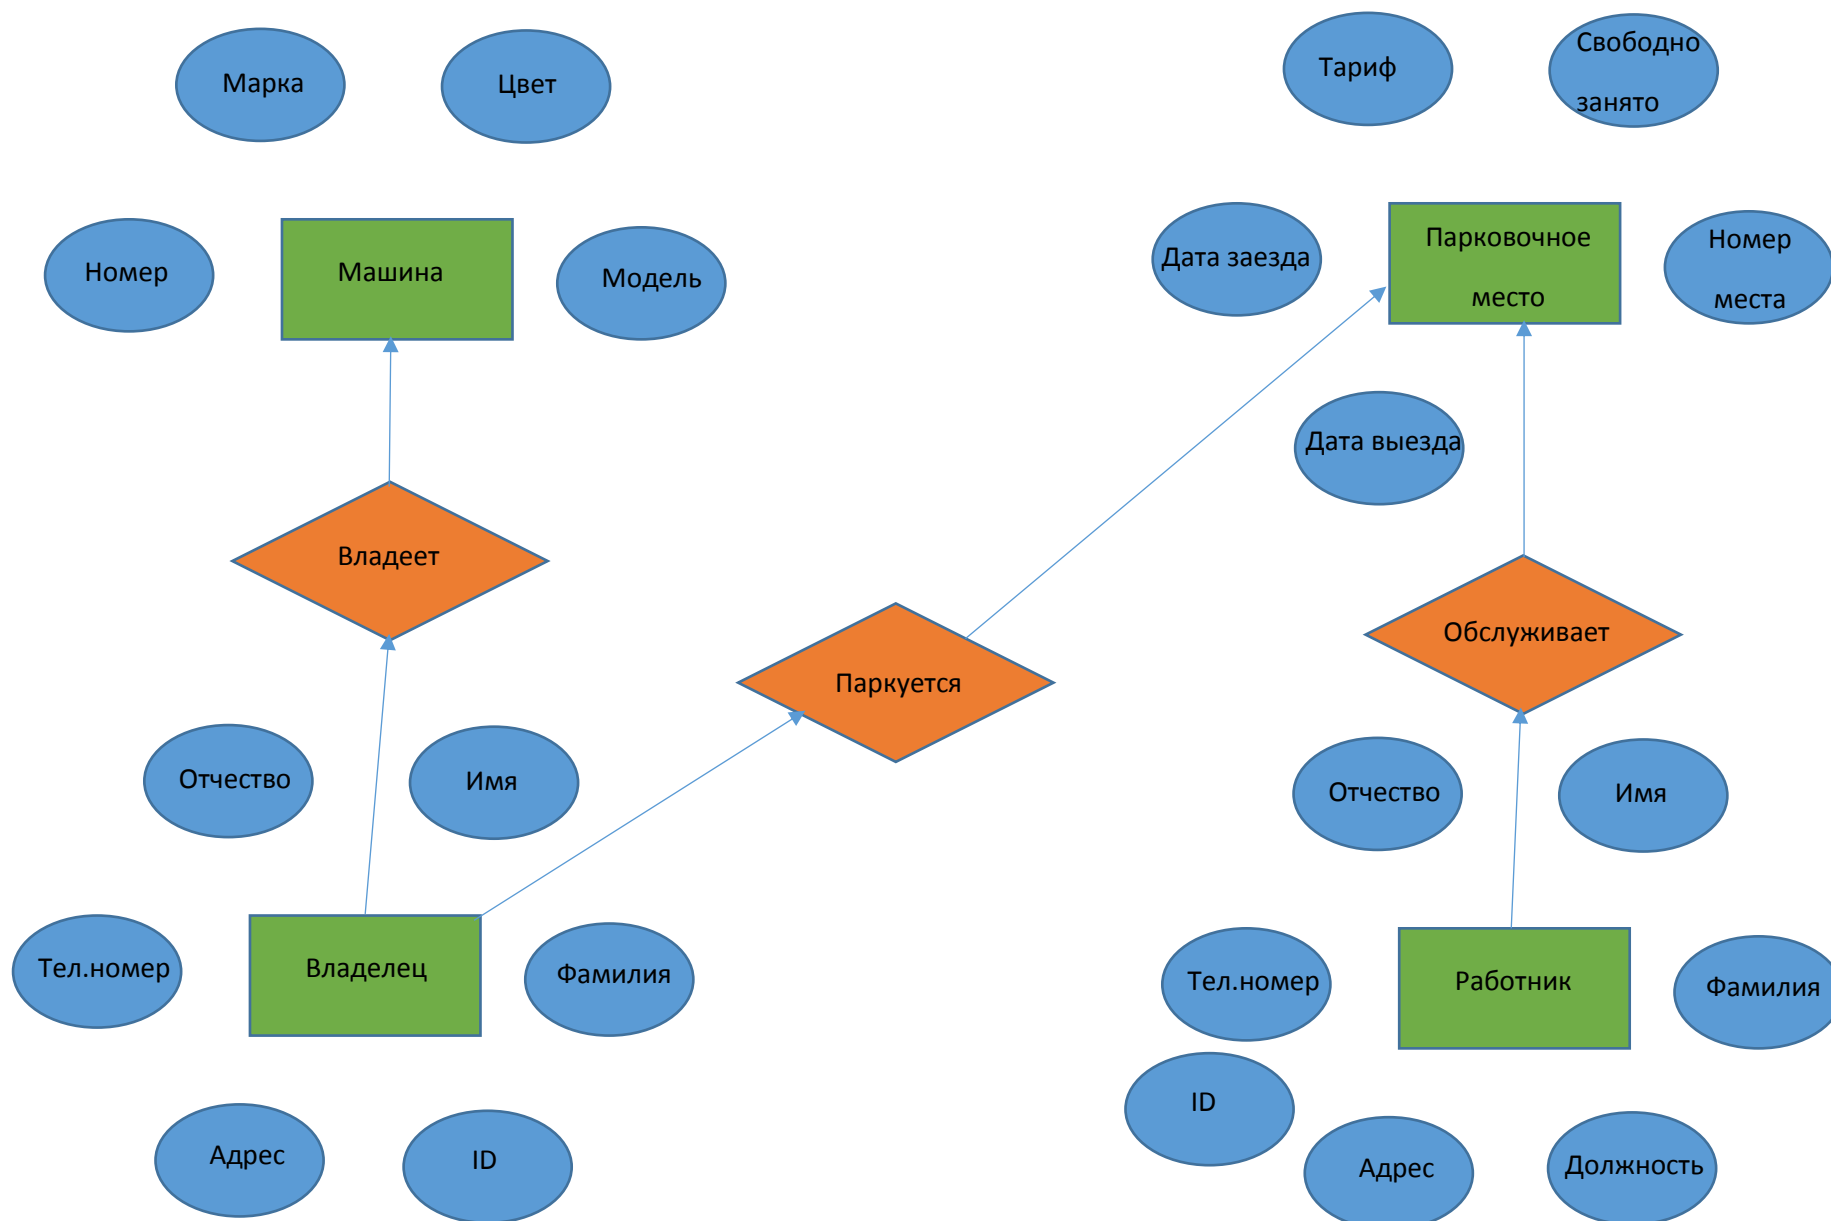 Марка
Цвет
Тариф
Свободно
занято
Номер
Машина
Модель
Дата заезда
Парковочное
место
Номер
места
Дата выезда
Владеет
Паркуется
Обслуживает
Отчество
Имя
Отчество
Имя
Тел.номер
Владелец
Фамилия
Тел.номер
Работник
Фамилия
Адрес
ID
ID
Адрес
Должность